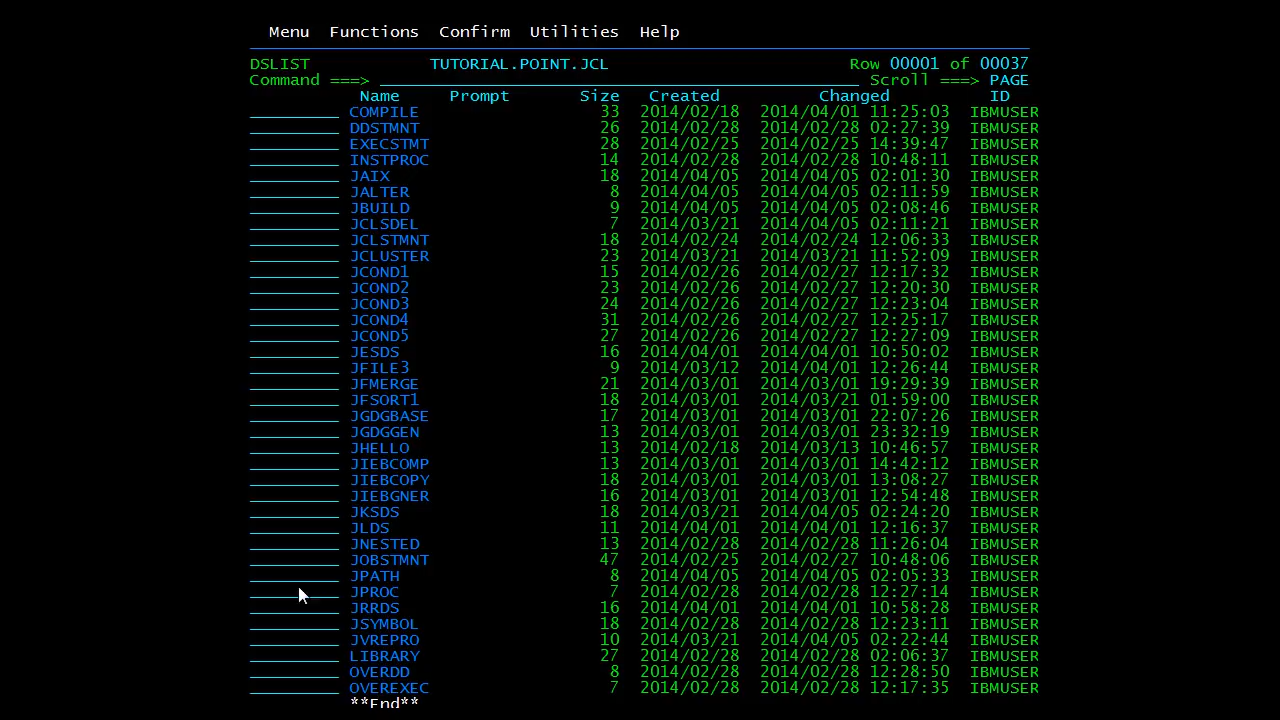 Menu Functions Confirm Utilities Help
DSLIST TUTORIAL.POINT.JCL Row 00001 of 00037
Command ===> Scroll ===> PAGE
Name Prompt Size Created Changed ID
COMPILE 33 2014/02/18 2014/04/01 11:25:03 IBMUSER
DDSTMNT 26 2014/02/28 2014/02/28 02:27:39 IBMUSER
EXECSTMT 28 2014/02/25 2014/02/25 14:39:47 IBMUSER
INSTPROC 14 2014/02/28 2014/02/28 10:48:11 IBMUSER
JAIX 18 2014/04/05 2014/04/05 02:01:30 IBMUSER
JALTER 8 2014/04/05 2014/04/05 02:11:59 IBMUSER
JBUILD 9 2014/04/05 2014/04/05 02:08:46 IBMUSER
JCLSDEL 7 2014/03/21 2014/04/05 02:11:21 IBMUSER
JCLSTMNT 18 2014/02/24 2014/02/24 12:06:33 IBMUSER
JCLUSTER 23 2014/03/21 2014/03/21 11:52:09 IBMUSER
JCOND1 15 2014/02/26 2014/02/27 12:17:32 IBMUSER
JCOND2 23 2014/02/26 2014/02/27 12:20:30 IBMUSER
JCOND3 24 2014/02/26 2014/02/27 12:23:04 IBMUSER
JCOND4 31 2014/02/26 2014/02/27 12:25:17 IBMUSER
JCOND5 27 2014/02/26 2014/02/27 12:27:09 IBMUSER
JESDS 16 2014/04/01 2014/04/01 10:50:02 IBMUSER
JFILE3 9 2014/03/12 2014/04/01 12:26:44 IBMUSER
JFMERGE 21 2014/03/01 2014/03/01 19:29:39 IBMUSER
JFSORT1 18 2014/03/01 2014/03/21 01:59:00 IBMUSER
JGDGBASE 17 2014/03/01 2014/03/01 22:07:26 IBMUSER
JGDGGEN 13 2014/03/01 2014/03/01 23:32:19 IBMUSER
JHELLO 13 2014/02/18 2014/03/13 10:46:57 IBMUSER
JIEBCOMP 13 2014/03/01 2014/03/01 14:42:12 IBMUSER
JIEBCOPY 18 2014/03/01 2014/03/01 13:08:27 IBMUSER
JIEBGNER 16 2014/03/01 2014/03/01 12:54:48 IBMUSER
JKSDS 18 2014/03/21 2014/04/05 02:24:20 IBMUSER
JLDS 11 2014/04/01 2014/04/01 12:16:37 IBMUSER
JNESTED 13 2014/02/28 2014/02/28 11:26:04 IBMUSER
JOBSTMNT 47 2014/02/25 2014/02/27 10:48:06 IBMUSER
JPATH 8 2014/04/05 2014/04/05 02:05:33 IBMUSER
JPROC 7 2014/02/28 2014/02/28 12:27:14 IBMUSER
JRRDS 16 2014/04/01 2014/04/01 10:58:28 IBMUSER
JSYMBOL 18 2014/02/28 2014/02/28 12:23:11 IBMUSER
JVREPRO 10 2014/03/21 2014/04/05 02:22:44 IBMUSER
LIBRARY 27 2014/02/28 2014/02/28 02:06:37 IBMUSER
OVERDD 8 2014/02/28 2014/02/28 12:28:50 IBMUSER
OVEREXEC 7 2014/02/28 2014/02/28 12:17:35 IBMUSER
**End**